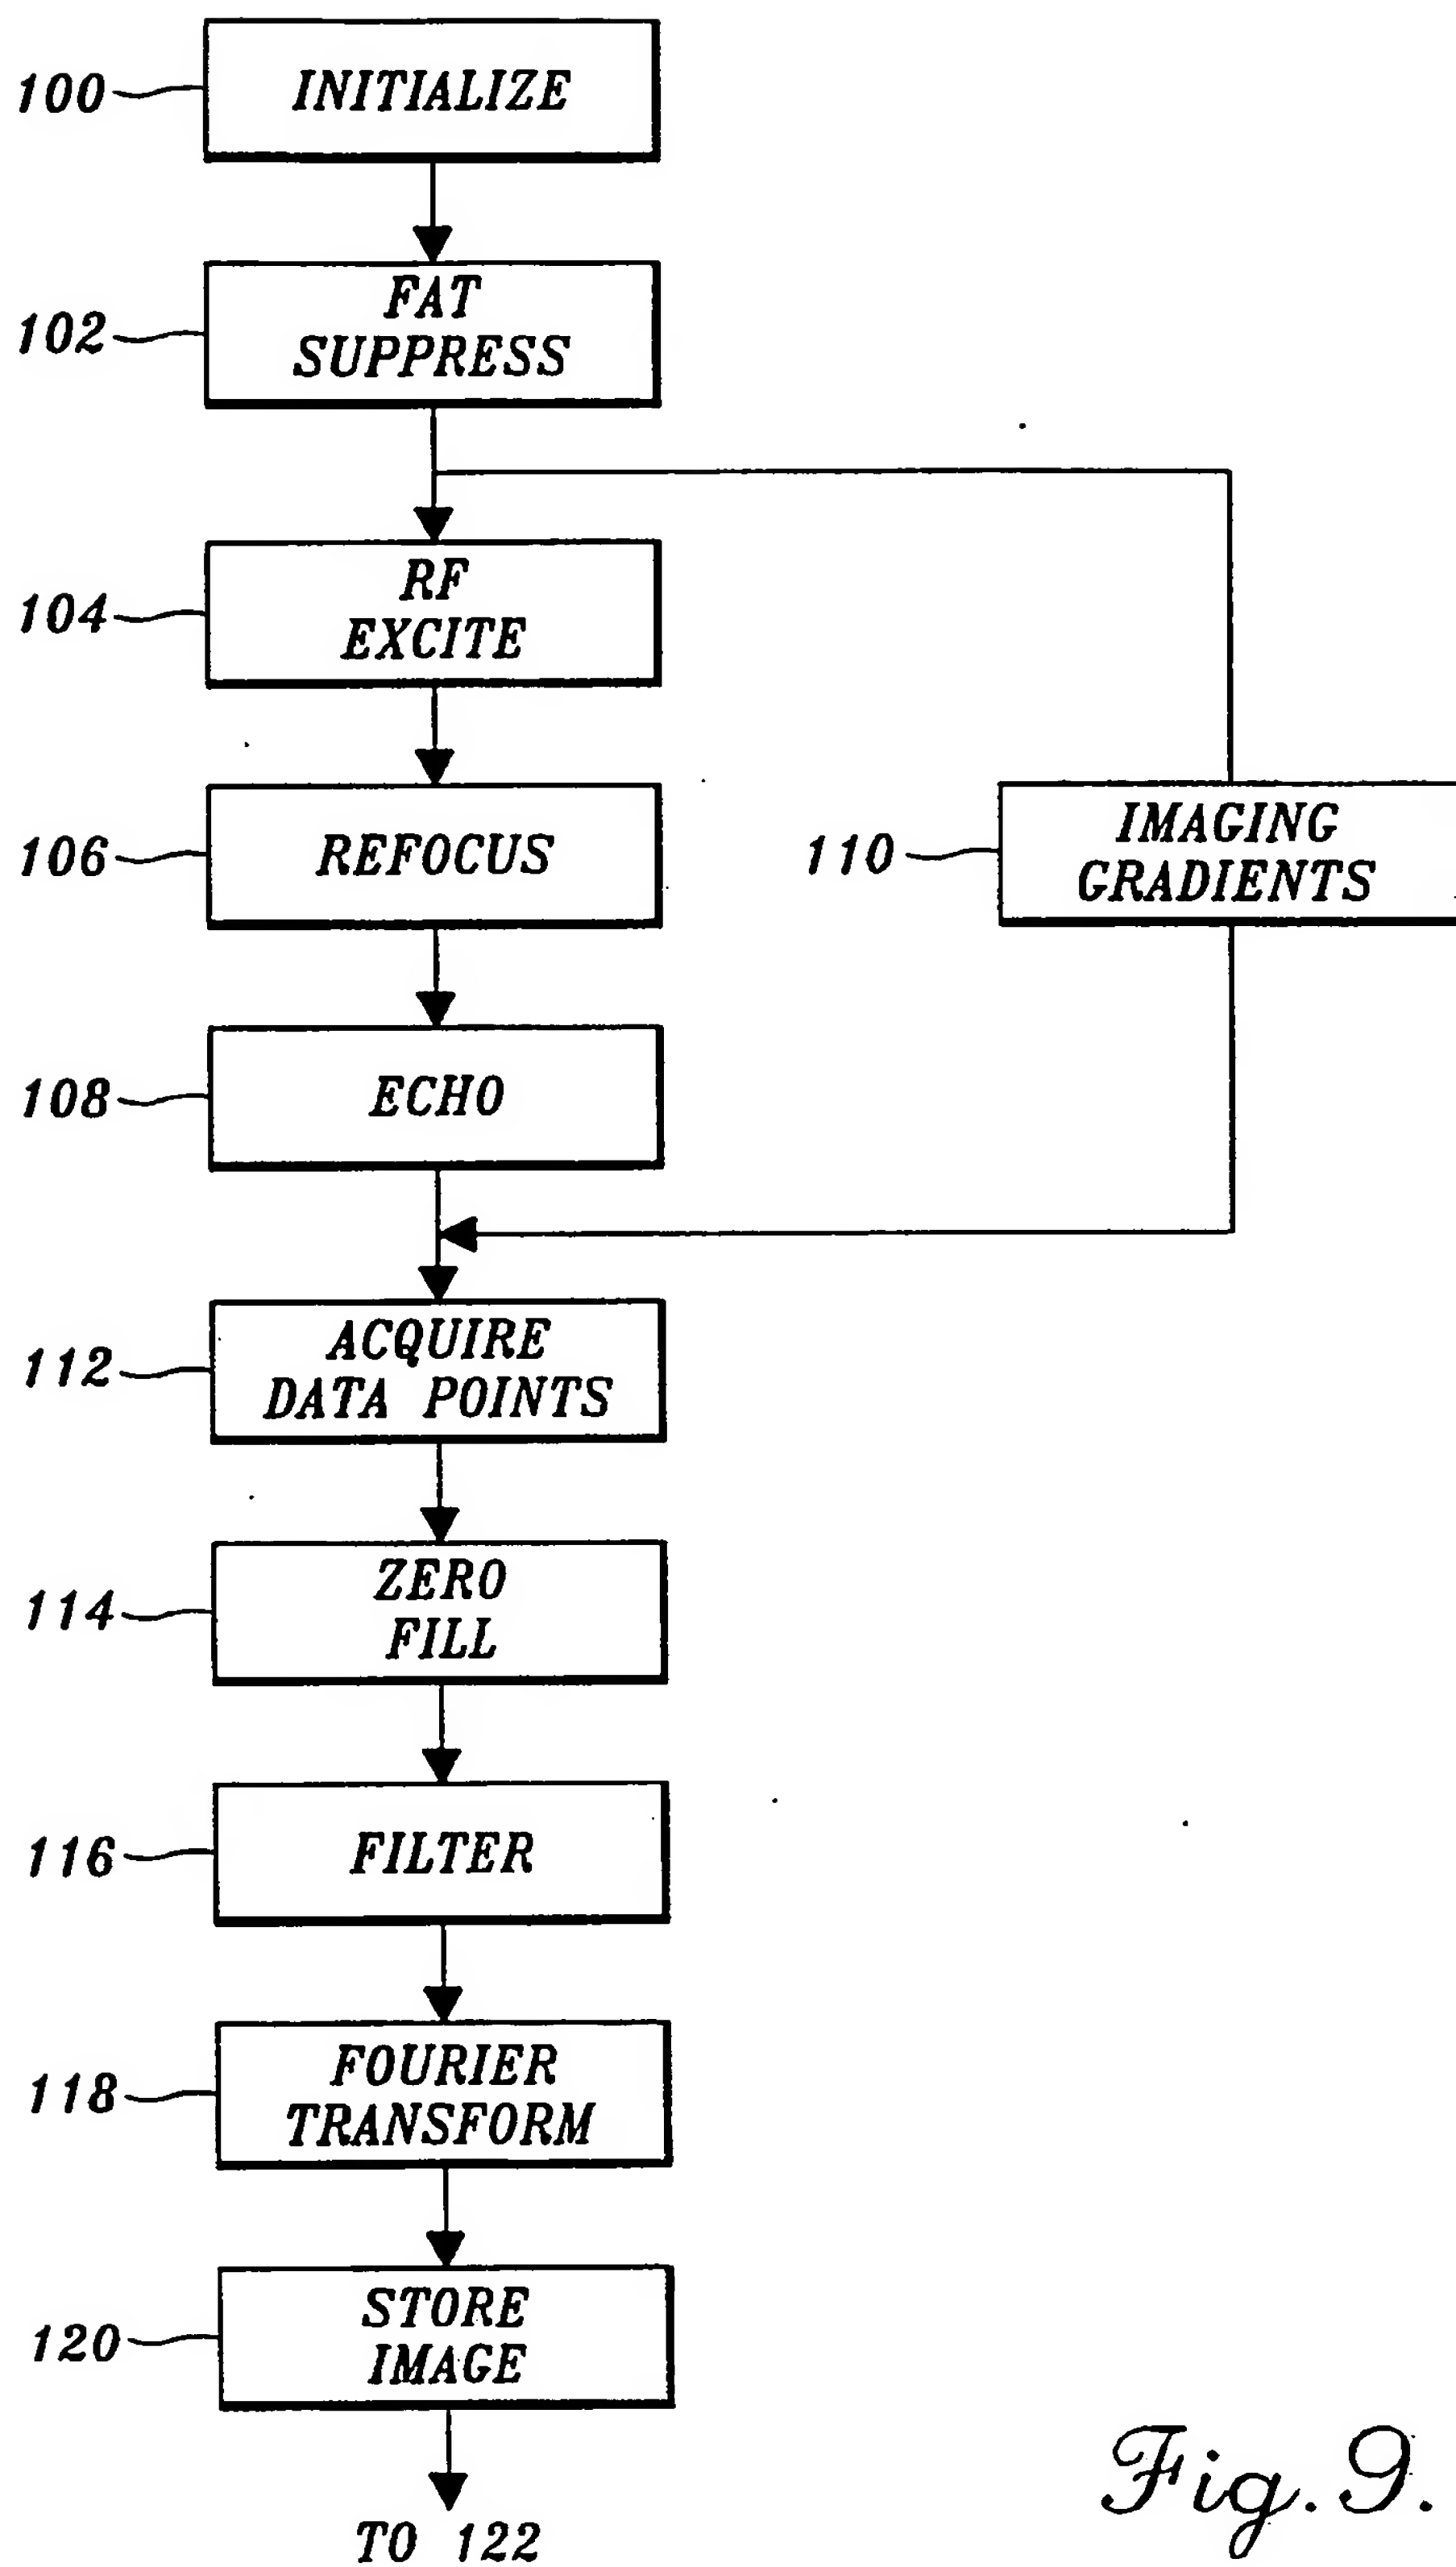 100
INITIALIZE
102
FAT
SUPPRESS
104
RF
EXCITE
106
REFOCUS
110
IMAGING
GRADIENTS
108
ECHO
112
ACQUIRE
DATA POINTS
114
ZERO
FILL
116
FILTER
118
FOURIER
TRANSFORM
120
STORE
IMAGE
TO 122
Fig. 9.